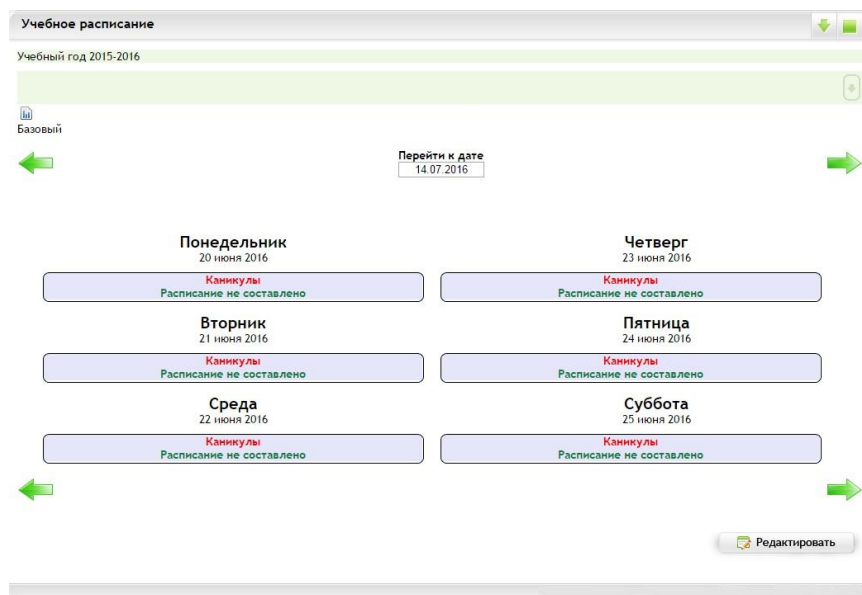 Учебное расписание
Учебный год 2015-2016
Базовый
Перейти к дате
14.07.2016
Понедельник
20 июня 2016
Каникулы
Расписание не составлено
Четверг
23 июня 2016
Каникулы
Расписание не составлено
Вторник
21 июня 2016
Каникулы
Расписание не составлено
Пятница
24 июня 2016
Каникулы
Расписание не составлено
Среда
22 июня 2016
Каникулы
Расписание не составлено
Суббота
25 июня 2016
Каникулы
Расписание не составлено
Редактировать